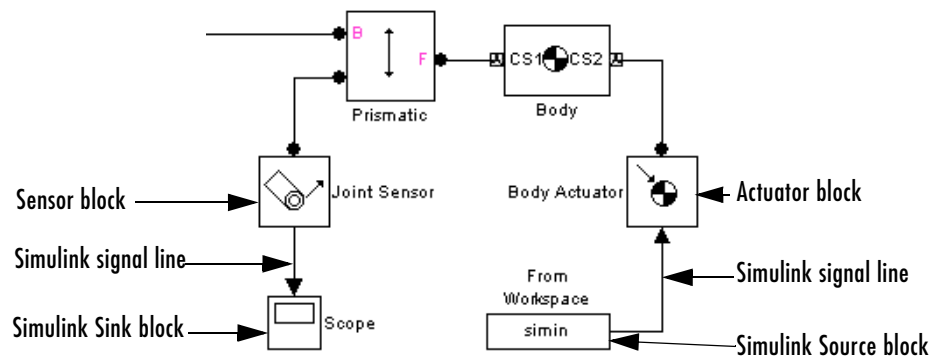 B
F
CS1 CS2
Prismatic
Body
Sensor block
Joint Sensor
Body Actuator
Actuator block
Simulink signal line
From
Workspace
Simulink signal line
Simulink Sink block
Scope
simin
Simulink Source block